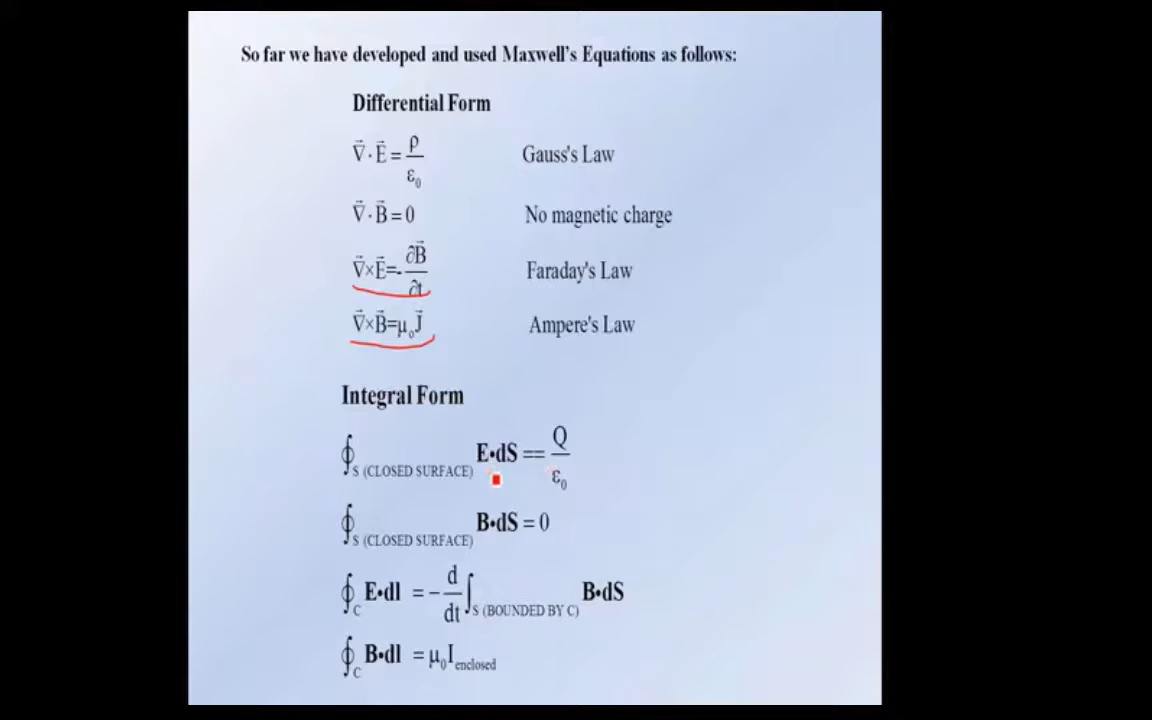 So far we have developed and used Maxwell's Equations as follows:
Differential Form
∇⃗·E⃗ = ρ/ε₀ Gauss's Law
∇⃗·B⃗ = 0 No magnetic charge
∇⃗×E⃗=-∂B⃗/∂t Faraday's Law
∇⃗×B⃗=μ₀J⃗ Ampere's Law
Integral Form
∮S (CLOSED SURFACE) E•dS == Q/ε₀
∮S (CLOSED SURFACE) B•dS = 0
∮C E•dl = −d/dt ∫S (BOUNDED BY C) B•dS
∮C B•dl = μ₀Ienclosed